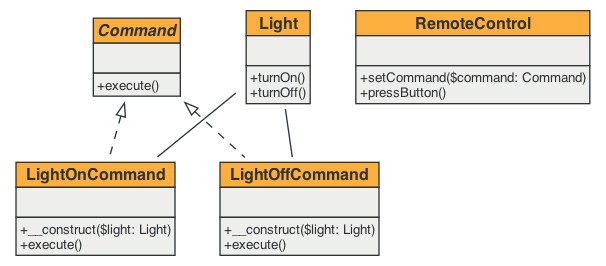 Command
+execute()
Light
+turnOn()
+turnOff()
RemoteControl
+setCommand($command: Command)
+pressButton()
LightOnCommand
+__construct($light: Light)
+execute()
LightOffCommand
+__construct($light: Light)
+execute()